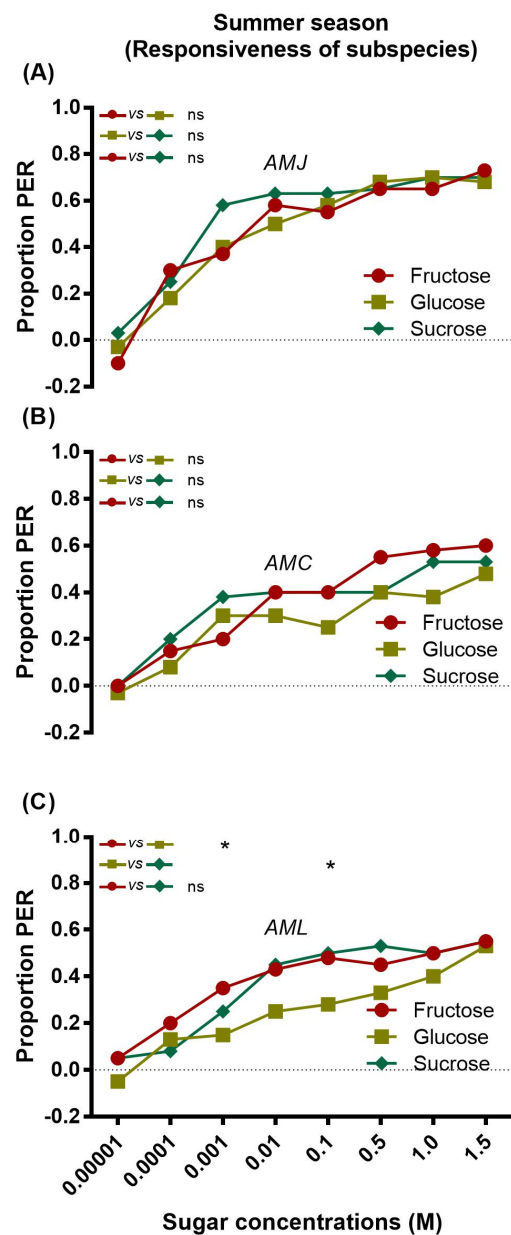 Summer season
(Responsiveness of subspecies)
(A)
Proportion PER
1.0
0.8
0.6
0.4
0.2
0.0
-0.2
vs ns
vs ns
vs ns
AMJ
Fructose
Glucose
Sucrose
(B)
Proportion PER
1.0
0.8
0.6
0.4
0.2
0.0
-0.2
vs ns
vs ns
vs ns
AMC
Fructose
Glucose
Sucrose
(C)
Proportion PER
1.0
0.8
0.6
0.4
0.2
0.0
-0.2
vs *
vs *
vs ns
AML
Fructose
Glucose
Sucrose
0.00001 0.0001 0.001 0.01 0.1 0.5 1.0 1.5
Sugar concentrations (M)